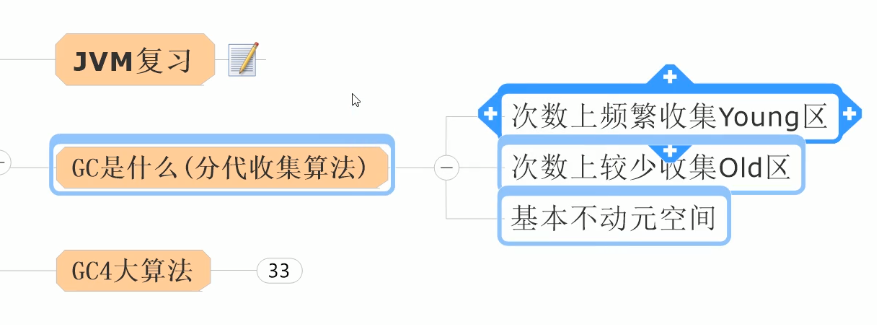 JVM复习
GC是什么(分代收集算法)
次数上频繁收集Young区
次数上较少收集Old区
基本不动元空间
GC4大算法
33